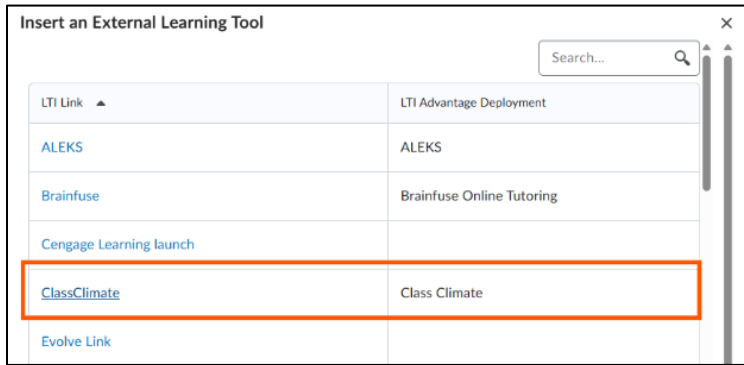 Insert an External Learning Tool
Search...
LTI Link LTI Advantage Deployment
ALEKS ALEKS
Brainfuse Brainfuse Online Tutoring
Cengage Learning launch
ClassClimate Class Climate
Evolve Link